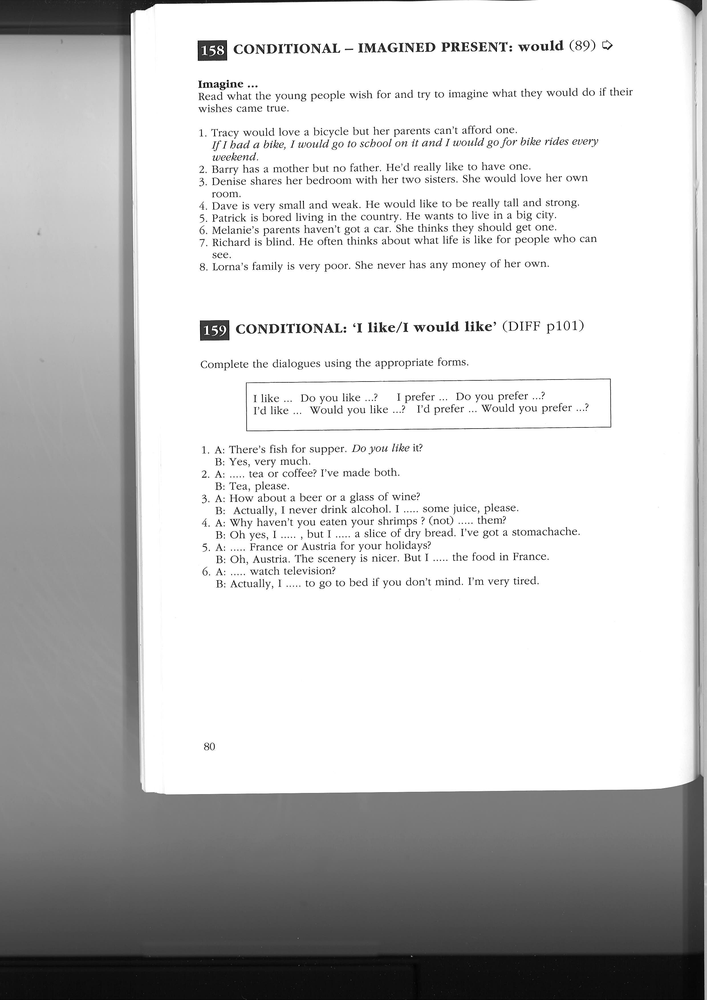 158 CONDITIONAL – IMAGINED PRESENT: would (89) ➪
Imagine ...
Read what the young people wish for and try to imagine what they would do if their
wishes came true.
1. Tracy would love a bicycle but her parents can't afford one.
If I had a bike, I would go to school on it and I would go for bike rides every
weekend.
2. Barry has a mother but no father. He'd really like to have one.
3. Denise shares her bedroom with her two sisters. She would love her own
room.
4. Dave is very small and weak. He would like to be really tall and strong.
5. Patrick is bored living in the country. He wants to live in a big city.
6. Melanie's parents haven't got a car. She thinks they should get one.
7. Richard is blind. He often thinks about what life is like for people who can
see.
8. Lorna's family is very poor. She never has any money of her own.
159 CONDITIONAL: 'I like/I would like' (DIFF p101)
Complete the dialogues using the appropriate forms.
I like ... Do you like ...? I prefer ... Do you prefer ...?
I'd like ... Would you like ...? I'd prefer ... Would you prefer ...?
1. A: There's fish for supper. Do you like it?
B: Yes, very much.
2. A: ..... tea or coffee? I've made both.
B: Tea, please.
3. A: How about a beer or a glass of wine?
B: Actually, I never drink alcohol. I ..... some juice, please.
4. A: Why haven't you eaten your shrimps ? (not) ..... them?
B: Oh yes, I ..... , but I ..... a slice of dry bread. I've got a stomachache.
5. A: ..... France or Austria for your holidays?
B: Oh, Austria. The scenery is nicer. But I ..... the food in France.
6. A: ..... watch television?
B: Actually, I ..... to go to bed if you don't mind. I'm very tired.
80